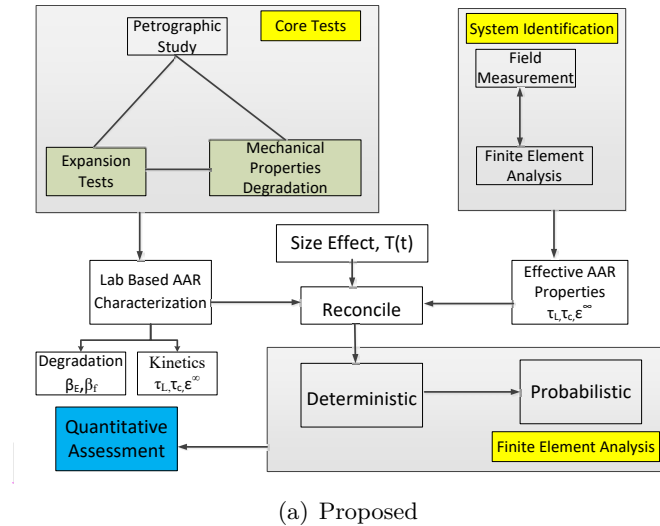 Petrographic
Study
Core Tests
Expansion
Tests
Mechanical
Properties
Degradation
System Identification
Field
Measurement
Finite Element
Analysis
Size Effect, T(t)
Lab Based AAR
Characterization
Reconcile
Effective AAR
Properties
τL,τc,ε∞
Degradation
βE,βf
Kinetics
τL,τc,ε∞
Deterministic
Probabilistic
Quantitative
Assessment
Finite Element Analysis
(a) Proposed